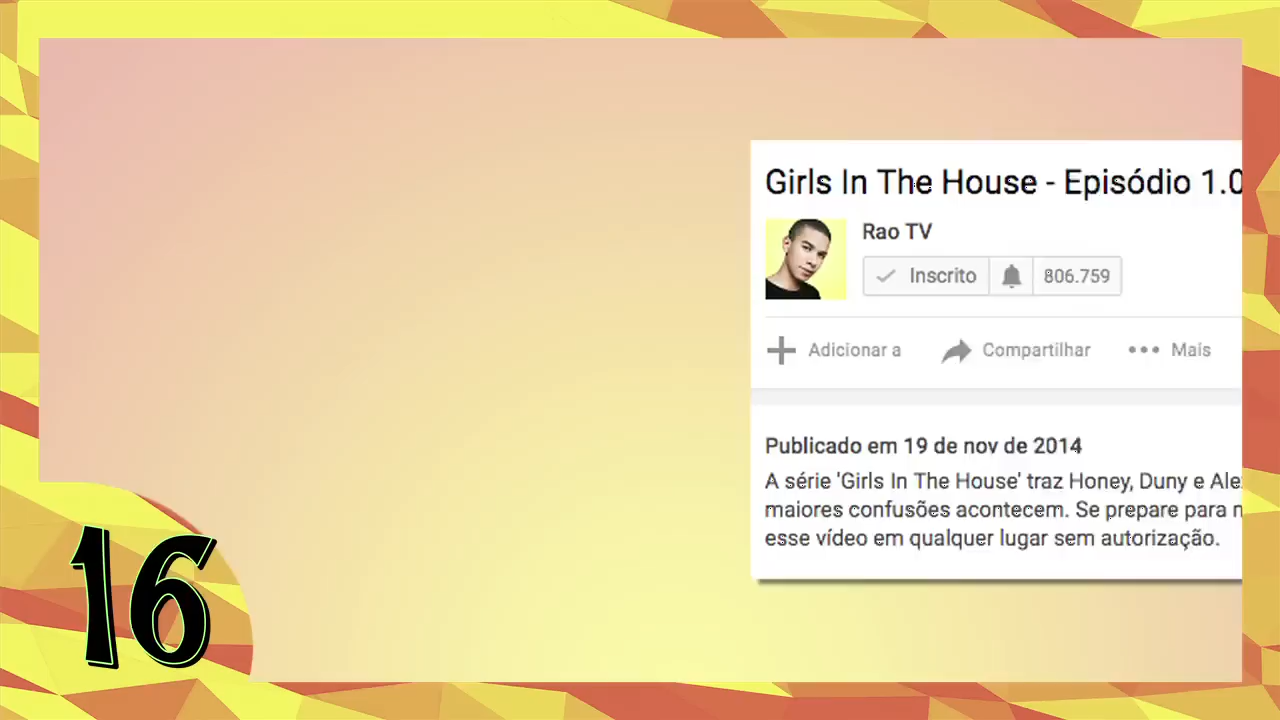 Girls In The House - Episódio 1.0
Rao TV
Inscrito 806.759
Adicionar a Compartilhar Mais
Publicado em 19 de nov de 2014
A série 'Girls In The House' traz Honey, Duny e
maiores confusões acontecem. Se prepare para
esse vídeo em qualquer lugar sem autorização.
16